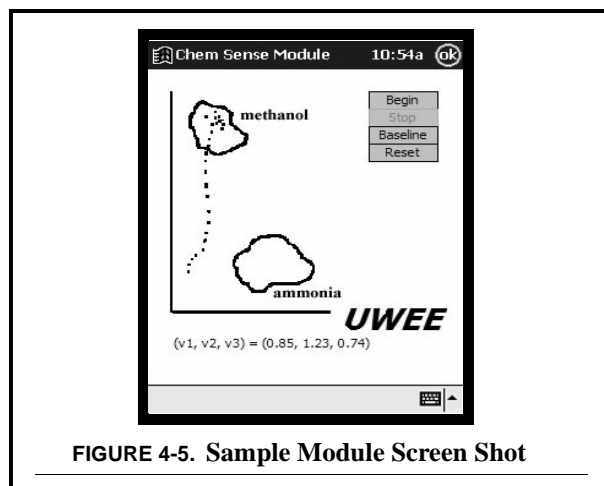 Chem Sense Module 10:54a ok
Begin
Stop
Baseline
Reset
methanol
ammonia
UWEE
(v1, v2, v3) = (0.85, 1.23, 0.74)
FIGURE 4-5. Sample Module Screen Shot